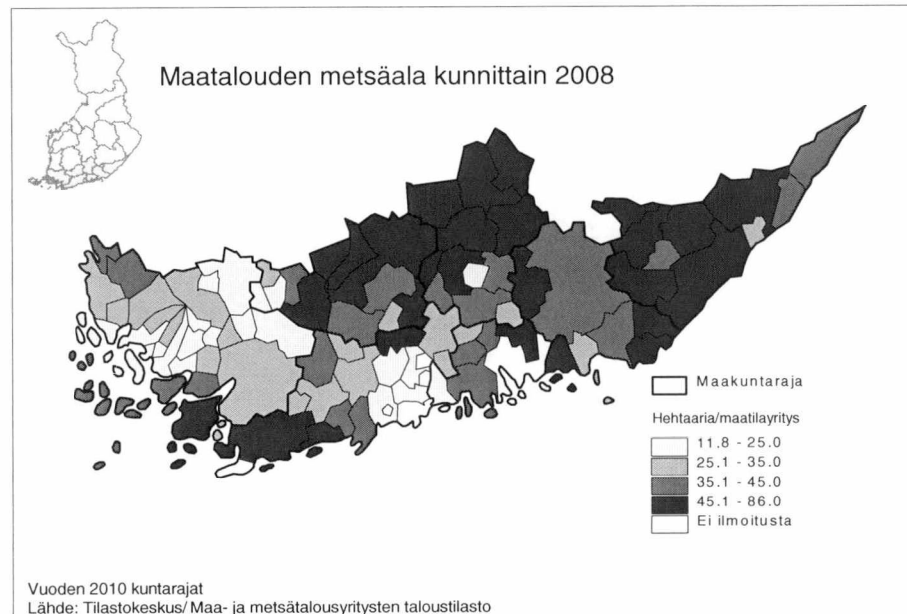 Maatalouden metsäala kunnittain 2008
Maakuntaraja
Hehtaaria/maatilayritys
11.8 - 25.0
25.1 - 35.0
35.1 - 45.0
45.1 - 86.0
Ei ilmoitusta
Vuoden 2010 kuntarajat
Lähde: Tilastokeskus/ Maa- ja metsätalousyritysten taloustilasto